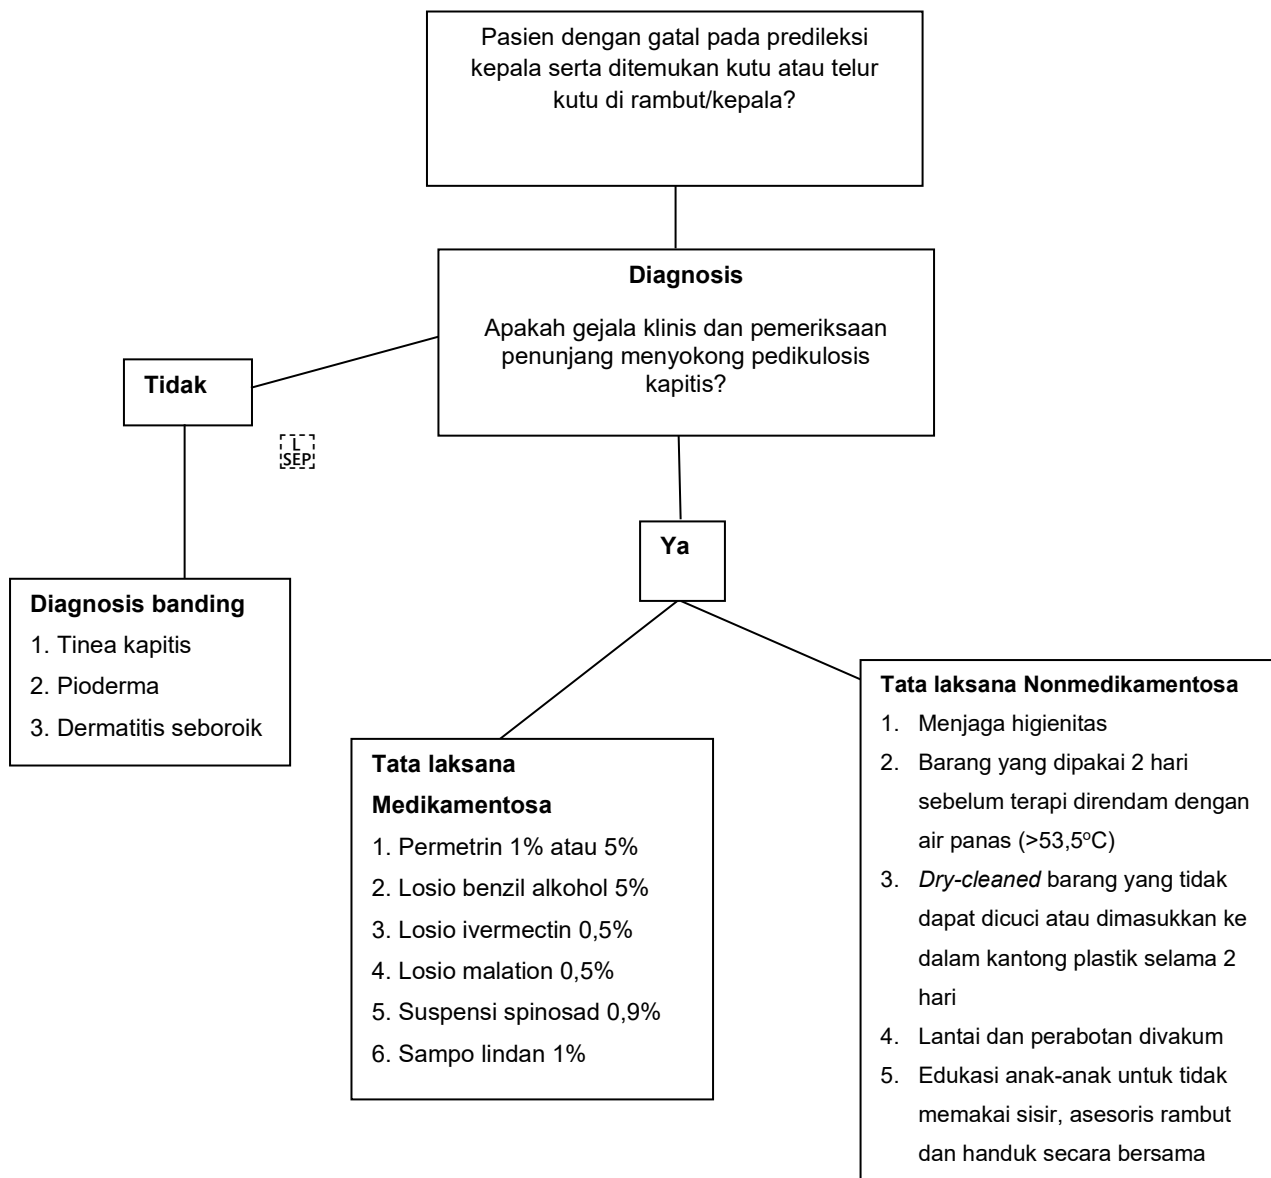 Pasien dengan gatal pada predileksi
kepala serta ditemukan kutu atau telur
kutu di rambut/kepala?
Diagnosis
Apakah gejala klinis dan pemeriksaan
penunjang menyokong pedikulosis
kapitis?
Tidak
L
SEP
Ya
Diagnosis banding
1. Tinea kapitis
2. Pioderma
3. Dermatitis seboroik
Tata laksana
Medikamentosa
1. Permetrin 1% atau 5%
2. Losio benzil alkohol 5%
3. Losio ivermectin 0,5%
4. Losio malation 0,5%
5. Suspensi spinosad 0,9%
6. Sampo lindan 1%
Tata laksana Nonmedikamentosa
1. Menjaga higienitas
2. Barang yang dipakai 2 hari
sebelum terapi direndam dengan
air panas (>53,5°C)
3. Dry-cleaned barang yang tidak
dapat dicuci atau dimasukkan ke
dalam kantong plastik selama 2
hari
4. Lantai dan perabotan divakum
5. Edukasi anak-anak untuk tidak
memakai sisir, asesoris rambut
dan handuk secara bersama